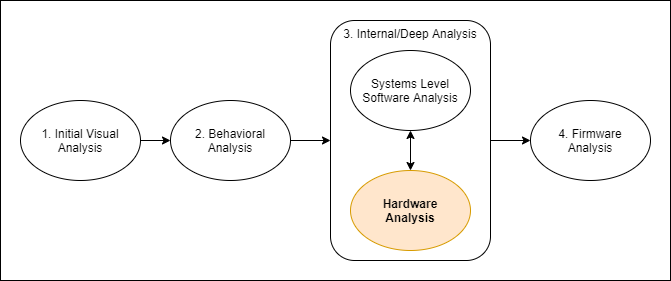 1. Initial Visual
Analysis
2. Behavioral
Analysis
3. Internal/Deep Analysis
Systems Level
Software Analysis
Hardware
Analysis
4. Firmware
Analysis